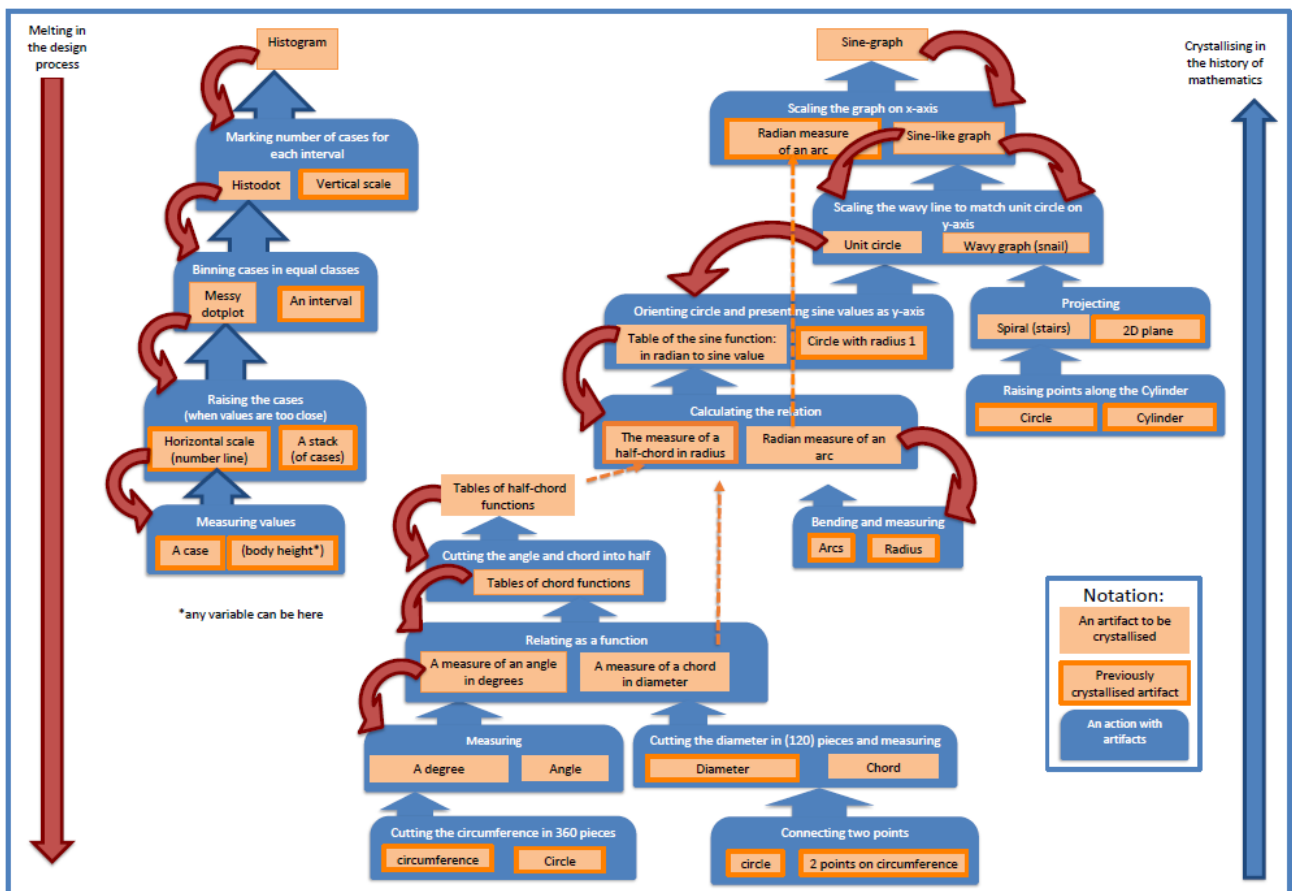 Melting in
the design
process
Histogram
Marking number of cases for
each interval
Histodot
Vertical scale
Binning cases in equal classes
Messy
dotplot
An interval
Raising the cases
(when values are too close)
Horizontal scale
(number line)
A stack
(of cases)
Measuring values
A case
(body height*)
*any variable can be here
Sine-graph
Scaling the graph on x-axis
Radian measure
of an arc
Sine-like graph
Scaling the wavy line to match unit circle on
y-axis
Unit circle
Wavy graph (snail)
Orienting circle and presenting sine values as y-axis
Table of the sine function:
in radian to sine value
Circle with radius 1
Projecting
Spiral (stairs)
2D plane
Raising points along the Cylinder
Circle
Cylinder
Calculating the relation
The measure of a
half-chord in radius
Radian measure of an
arc
Tables of half-chord
functions
Bending and measuring
Arcs
Radius
Cutting the angle and chord into half
Tables of chord functions
Relating as a function
A measure of an angle
in degrees
A measure of a chord
in diameter
Measuring
A degree
Angle
Cutting the diameter in (120) pieces and measuring
Diameter
Chord
Cutting the circumference in 360 pieces
circumference
Circle
Connecting two points
circle
2 points on circumference
Crystallising in
the history of
mathematics
Notation:
An artifact to be
crystallised
Previously
crystallised artifact
An action with
artifacts